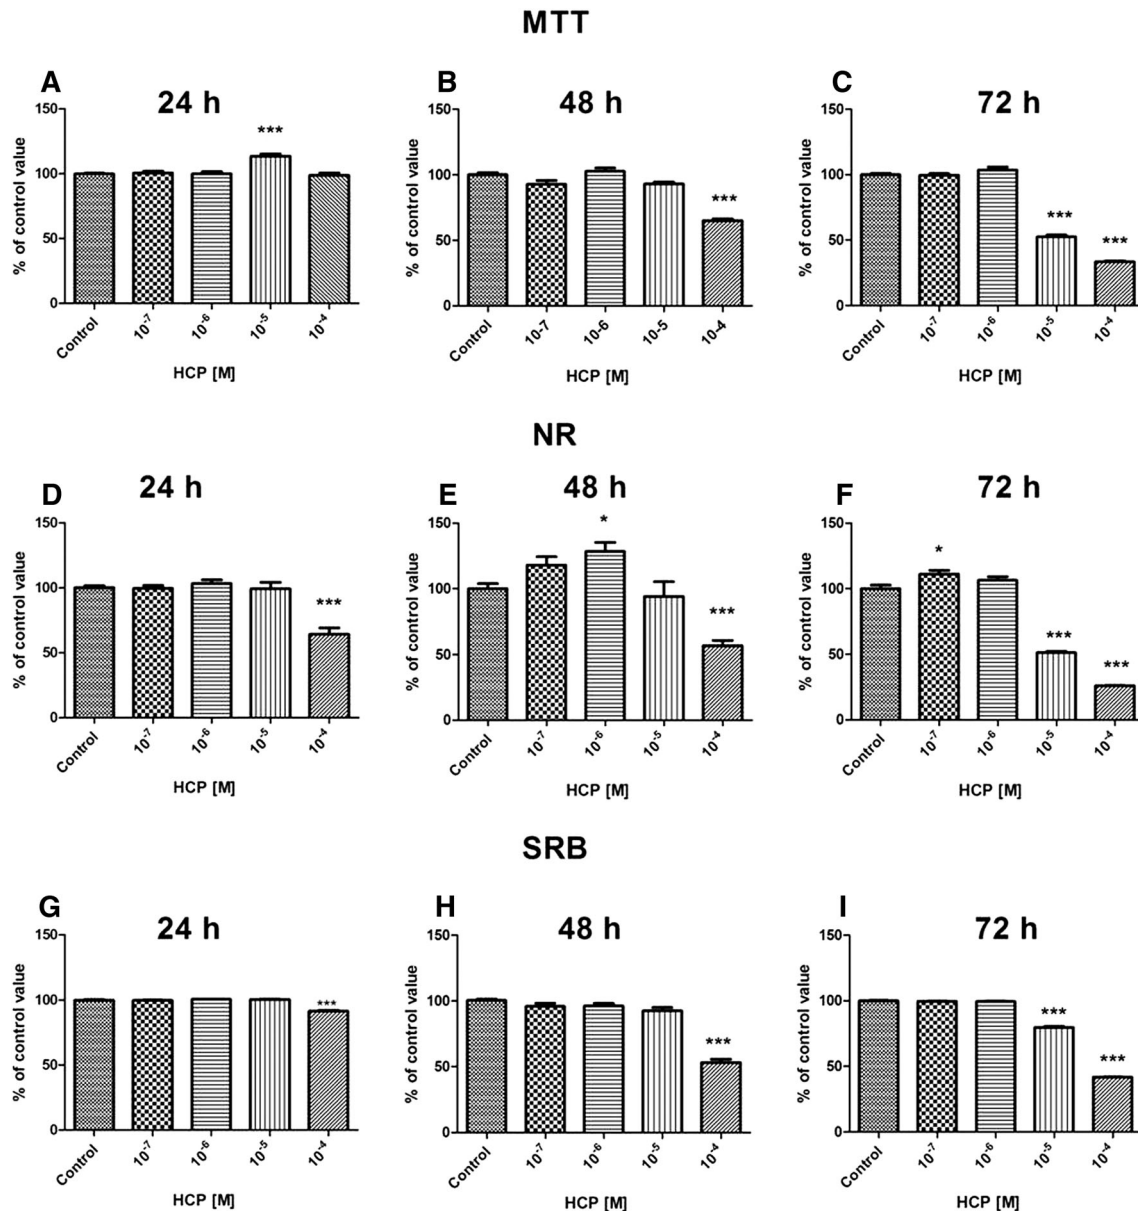 MTT
A
24 h
% of control value
150
100
50
0
***
Control
10⁻⁷
10⁻⁶
10⁻⁵
10⁻⁴
HCP [M]
B
48 h
% of control value
150
100
50
0
***
Control
10-7
10-6
10-5
10-4
HCP [M]
C
72 h
% of control value
150
100
50
0
***
***
Control
10⁻⁷
10⁻⁶
10⁻⁵
10⁻⁴
HCP [M]
NR
D
24 h
% of control value
150
100
50
0
***
Control
10⁻⁷
10⁻⁶
10⁻⁵
10⁻⁴
HCP [M]
E
48 h
% of control value
150
100
50
0
*
***
Control
10⁻⁷
10⁻⁶
10⁻⁵
10⁻⁴
HCP [M]
F
72 h
% of control value
150
100
50
0
*
***
***
Control
10⁻⁷
10⁻⁶
10⁻⁵
10⁻⁴
HCP [M]
SRB
G
24 h
% of control value
150
100
50
0
***
Control
10⁻⁷
10⁻⁶
10⁻⁵
10⁻⁴
HCP [M]
H
48 h
% of control value
150
100
50
0
***
Control
10⁻⁷
10⁻⁶
10⁻⁵
10⁻⁴
HCP [M]
I
72 h
% of control value
150
100
50
0
***
***
Control
10⁻⁷
10⁻⁶
10⁻⁵
10⁻⁴
HCP [M]